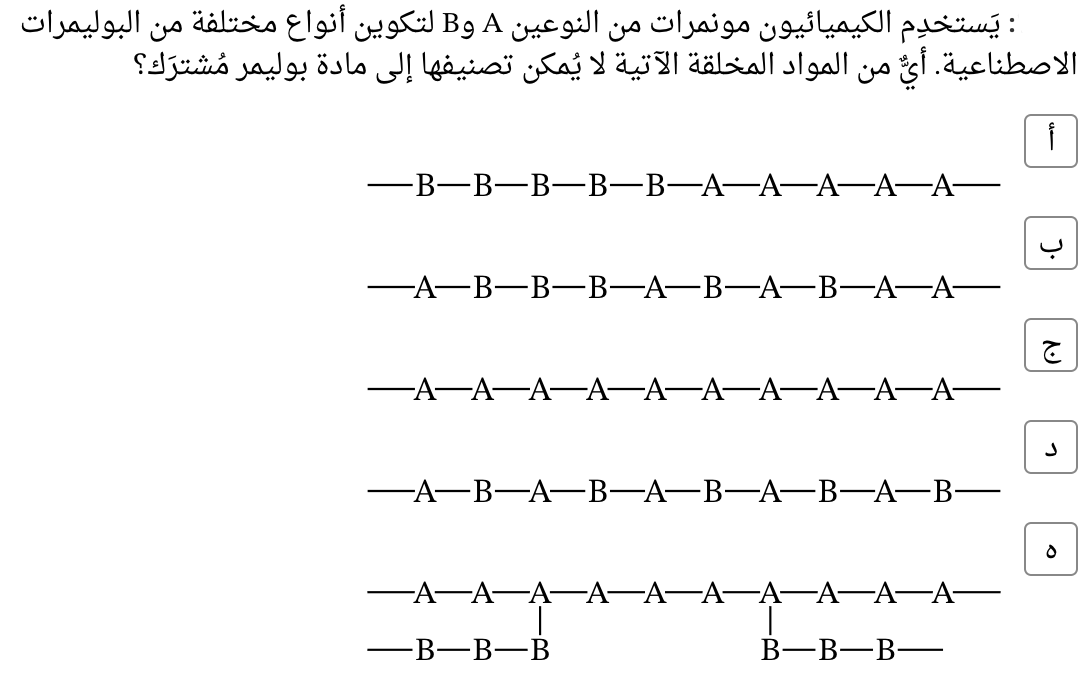 : يَستخدِم الكيميائيون مونمرات من النوعين A وB لتكوين أنواع مختلفة من البوليمرات
الاصطناعية. أيٌّ من المواد المخلقة الآتية لا يُمكن تصنيفها إلى مادة بوليمر مُشترَك؟
أ
—B—B—B—B—B—A—A—A—A—A—
ب
—A—B—B—B—A—B—A—B—A—A—
ج
—A—A—A—A—A—A—A—A—A—A—
د
—A—B—A—B—A—B—A—B—A—B—
ه
—A—A—A—A—A—A—A—A—A—A—
—B—B—B B—B—B—